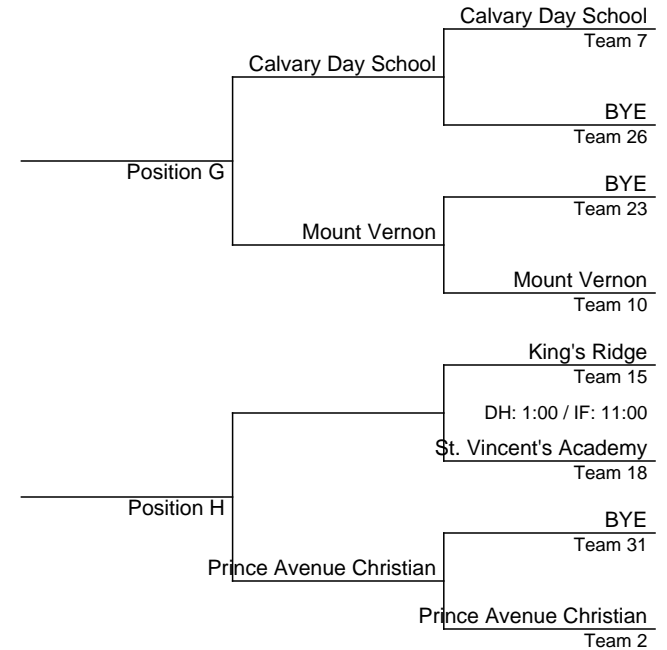 Calvary Day School
Team 7
Calvary Day School
BYE
Team 26
Position G
BYE
Team 23
Mount Vernon
Mount Vernon
Team 10
King's Ridge
Team 15
DH: 1:00 / IF: 11:00
St. Vincent's Academy
Team 18
Position H
BYE
Team 31
Prince Avenue Christian
Prince Avenue Christian
Team 2